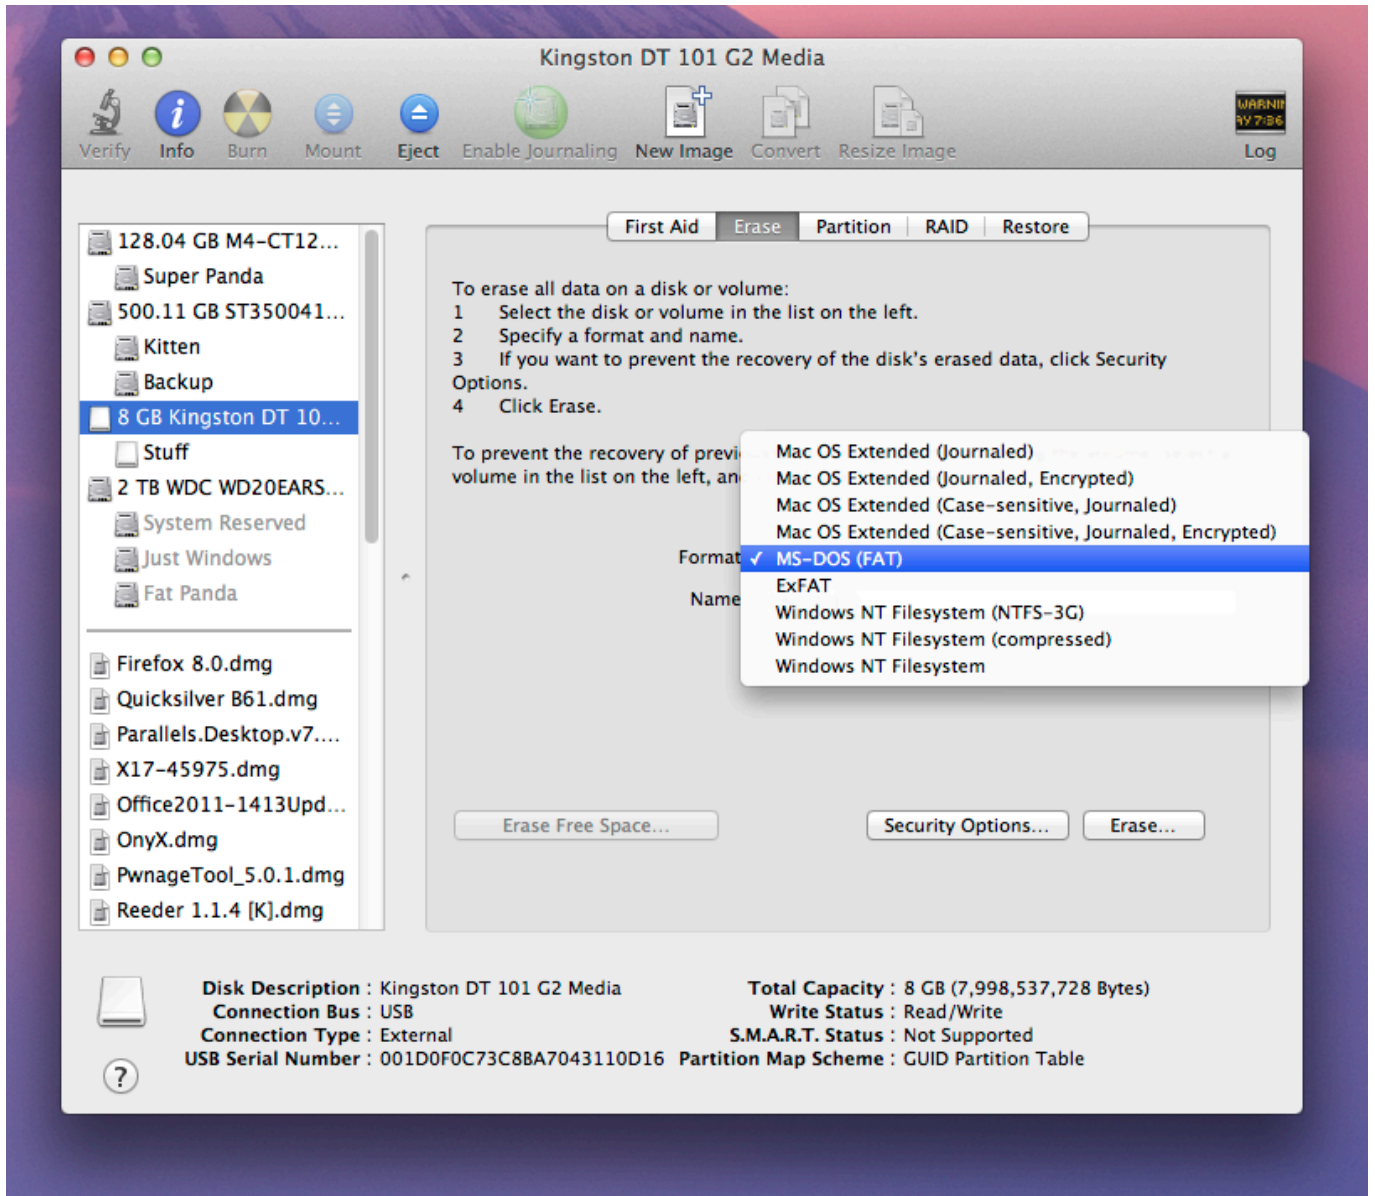 Kingston DT 101 G2 Media
Verify Info Burn Mount Eject Enable Journaling New Image Convert Resize Image Log
WARNIN
AY 7:36
First Aid Erase Partition RAID Restore
128.04 GB M4-CT12...
Super Panda
500.11 GB ST350041...
Kitten
Backup
8 GB Kingston DT 10...
Stuff
2 TB WDC WD20EARS...
System Reserved
Just Windows
Fat Panda
Firefox 8.0.dmg
Quicksilver B61.dmg
Parallels.Desktop.v7....
X17-45975.dmg
Office2011-1413Upd...
OnyX.dmg
PwnageTool_5.0.1.dmg
Reeder 1.1.4 [K].dmg
To erase all data on a disk or volume:
1 Select the disk or volume in the list on the left.
2 Specify a format and name.
3 If you want to prevent the recovery of the disk's erased data, click Security
Options.
4 Click Erase.
To prevent the recovery of previ
volume in the list on the left, an
Format
Name
Mac OS Extended (Journaled)
Mac OS Extended (Journaled, Encrypted)
Mac OS Extended (Case-sensitive, Journaled)
Mac OS Extended (Case-sensitive, Journaled, Encrypted)
✓ MS-DOS (FAT)
ExFAT
Windows NT Filesystem (NTFS-3G)
Windows NT Filesystem (compressed)
Windows NT Filesystem
Erase Free Space... Security Options... Erase...
Disk Description : Kingston DT 101 G2 Media
Connection Bus : USB
Connection Type : External
USB Serial Number : 001D0F0C73C8BA7043110D16
Total Capacity : 8 GB (7,998,537,728 Bytes)
Write Status : Read/Write
S.M.A.R.T. Status : Not Supported
Partition Map Scheme : GUID Partition Table
?